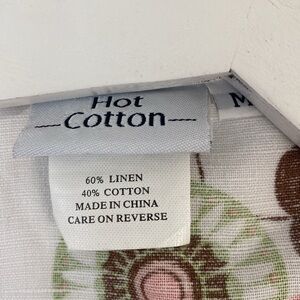 Hot
Cotton
M
60% LINEN
40% COTTON
MADE IN CHINA
CARE ON REVERSE